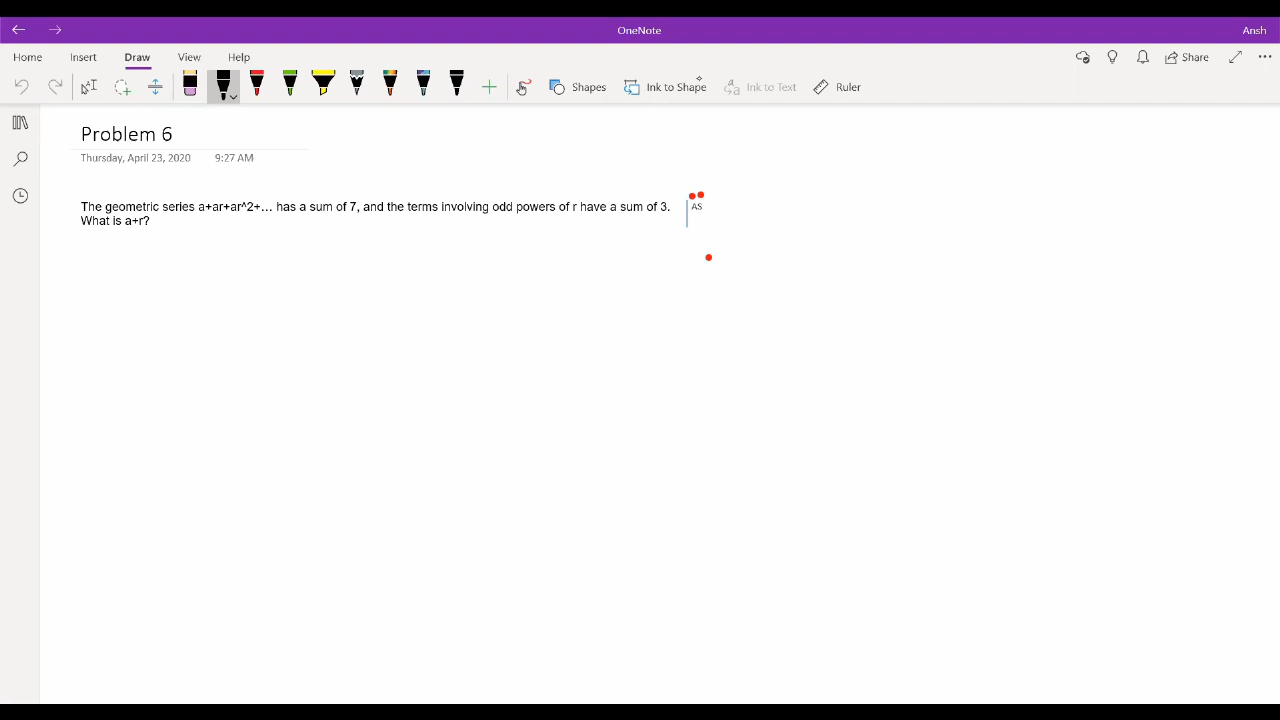 OneNote
Ansh
Home Insert Draw View Help
Share
Shapes Ink to Shape Ink to Text Ruler
Problem 6
Thursday, April 23, 2020 9:27 AM
The geometric series a+ar+ar^2+... has a sum of 7, and the terms involving odd powers of r have a sum of 3. AS
What is a+r?